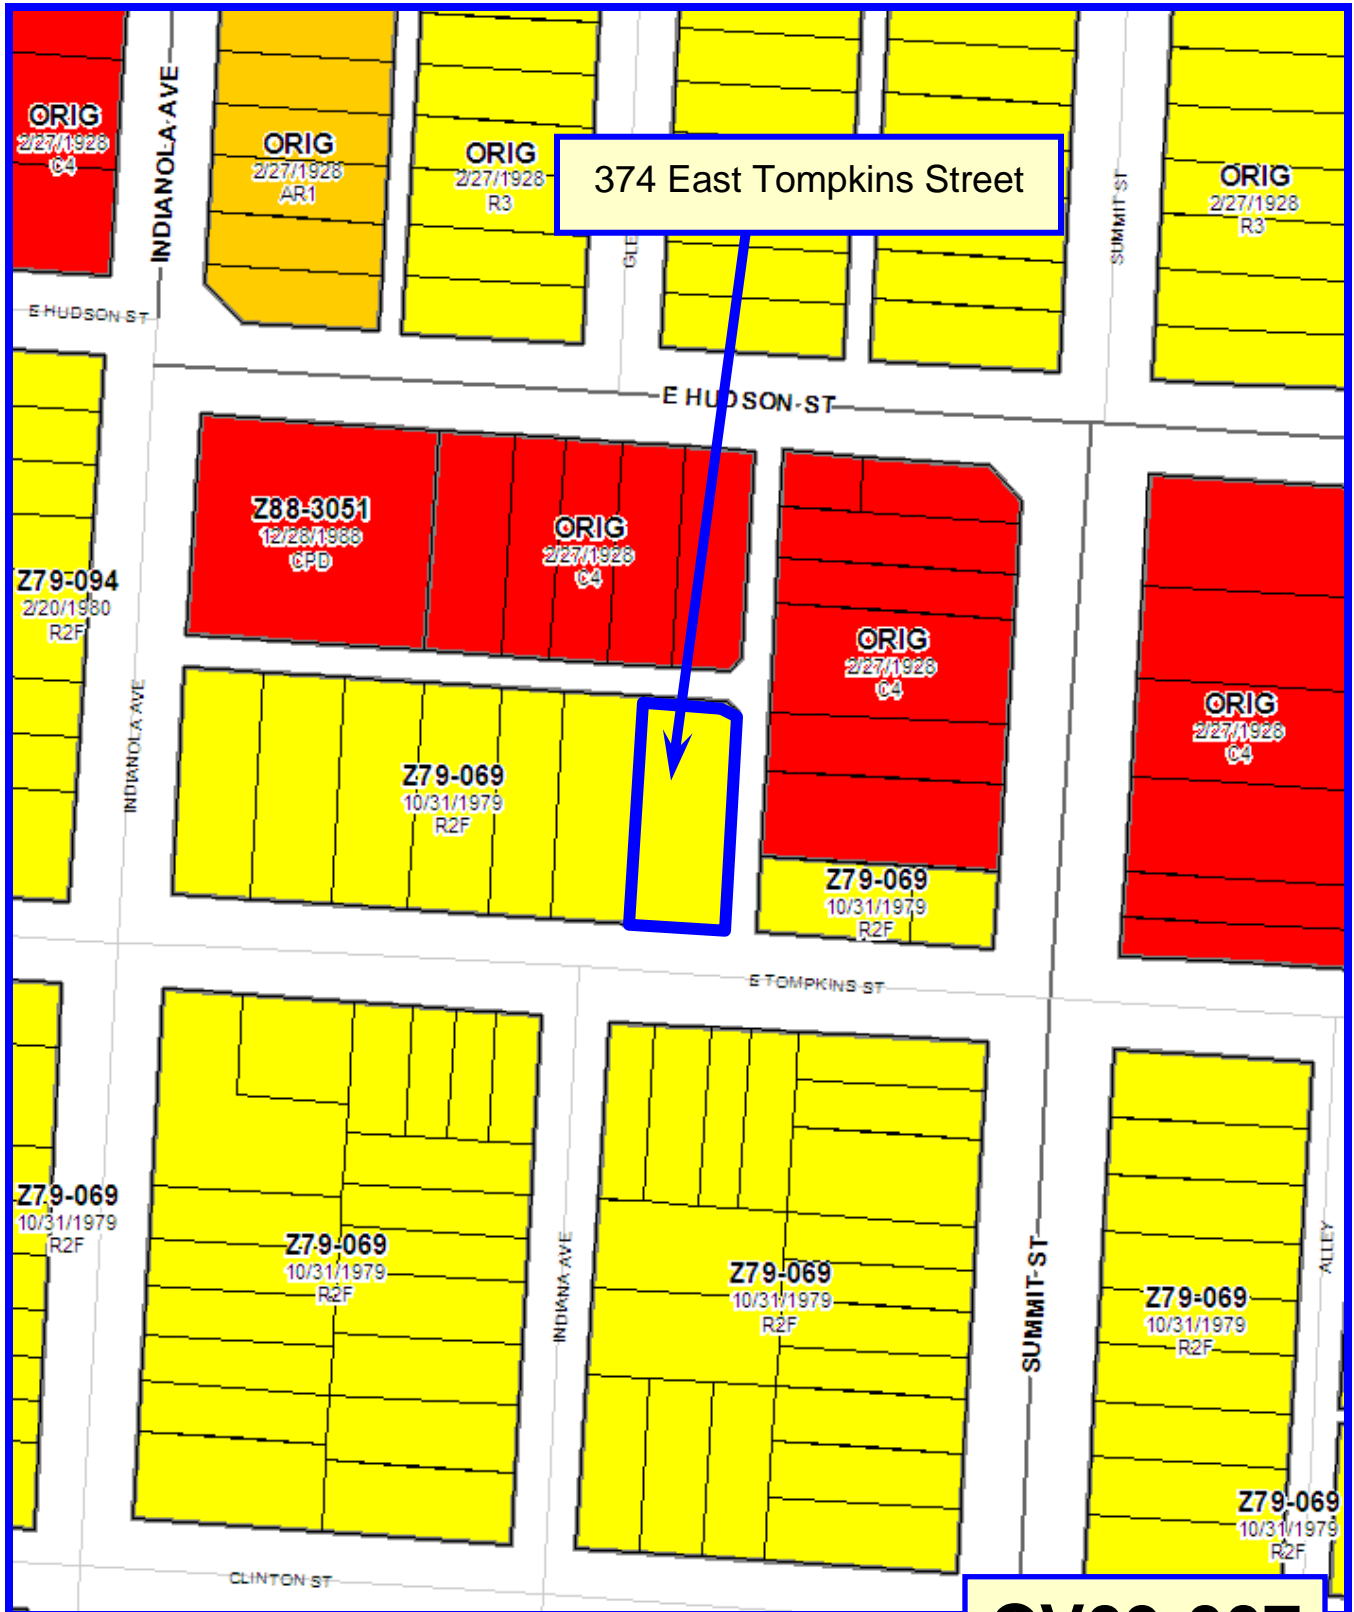 ORIG
2/27/1928
C4
INDIANOLA AVE
ORIG
2/27/1928
AR1
ORIG
2/27/1928
R3
374 East Tompkins Street
SUMMIT ST
ORIG
2/27/1928
R3
E HUDSON ST
E HUDSON ST
Z88-3051
12/28/1988
CPD
ORIG
2/27/1928
C4
Z79-094
2/20/1980
R2F
ORIG
2/27/1928
C4
ORIG
2/27/1928
C4
INDIANOLA AVE
Z79-069
10/31/1979
R2F
Z79-069
10/31/1979
R2F
E TOMPKINS ST
Z79-069
10/31/1979
R2F
Z79-069
10/31/1979
R2F
INDIANA AVE
Z79-069
10/31/1979
R2F
SUMMIT ST
Z79-069
10/31/1979
R2F
ALLEY
Z79-069
10/31/1979
R2F
CLINTON ST